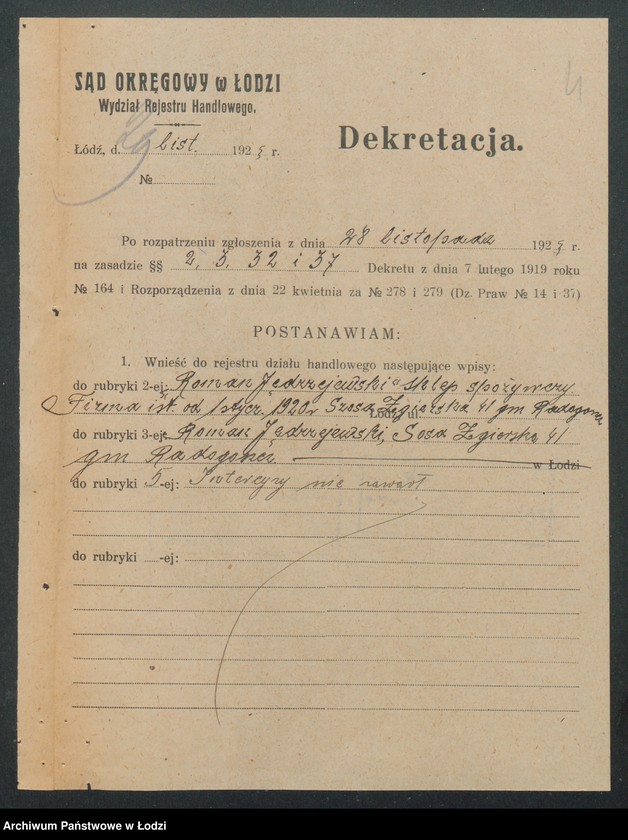 4
SĄD OKRĘGOWY w ŁODZI
Wydział Rejestru Handlowego.
Dekretacja.
Łódź, d. 29 list. 192 r.
№
Po rozpatrzeniu zgłoszenia z dnia 28 listopada 192 r.
na zasadzie §§ 2, 3, 32 i 37 Dekretu z dnia 7 lutego 1919 roku
№ 164 i Rozporządzenia z dnia 22 kwietnia za № 278 i 279 (Dz. Praw № 14 i 37)
POSTANAWIAM:
1. Wnieść do rejestru działu handlowego następujące wpisy:
do rubryki 2-ej: „Roman Jędrzejewski" sklep spożywczy
Firma ist. od 1 stycz. 1920 r Szosa Zgierska 41 gm Radogoszcz
do rubryki 3-ej: Roman Jędrzejewski, Sosa Zgierska 41
gm Radogoszcz w Łodzi
do rubryki 5-ej: Intercyzy nie zawarł
do rubryki -ej:
Archiwum Państwowe w Łodzi